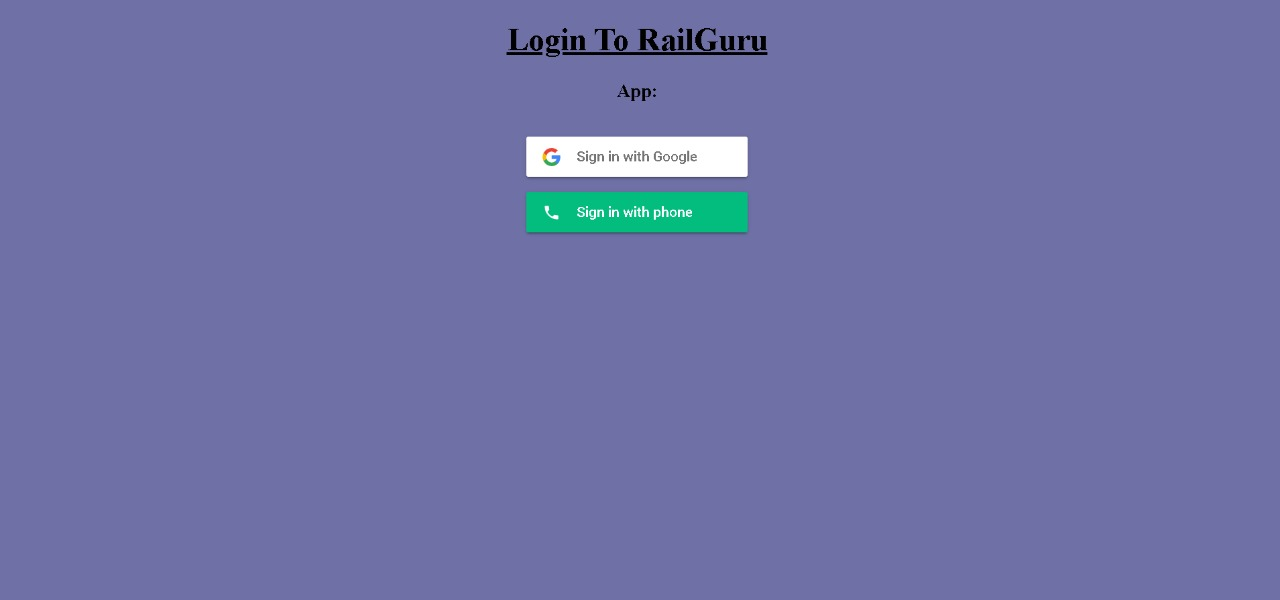 Login To RailGuru
App:
Sign in with Google
Sign in with phone